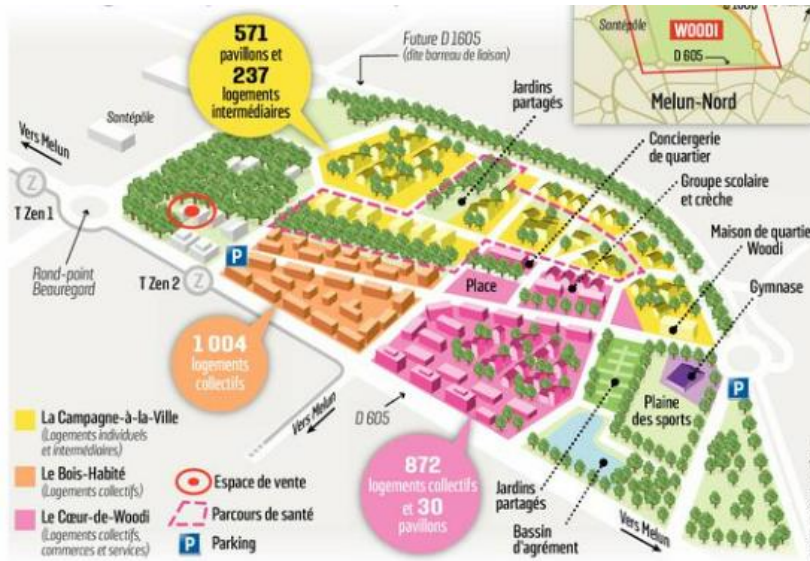 571
pavillons et
237
logements
intermédiaires
Future D 1605
(dite barreau de liaison)
Santépôle
WOODI
D 605
Melun-Nord
Jardins
partagés
Santépôle
Vers Melun
Conciergerie
de quartier
Groupe scolaire
et crèche
Z
T Zen 1
Maison de quartier
Woodi
Rond-point
Beauregard
P
T Zen 2
Z
Place
Gymnase
1 004
logements
collectifs
Plaine
des sports
P
La Campagne-à-la-Ville
(Logements individuels
et intermédiaires)
Le Bois-Habité
(Logements collectifs)
Le Cœur-de-Woodi
(Logements collectifs,
commerces et services)
Espace de vente
Parcours de santé
P Parking
Vers Melun
D 605
872
logements collectifs
et 30
pavillons
Jardins
partagés
Bassin
d'agrément
Vers Melun